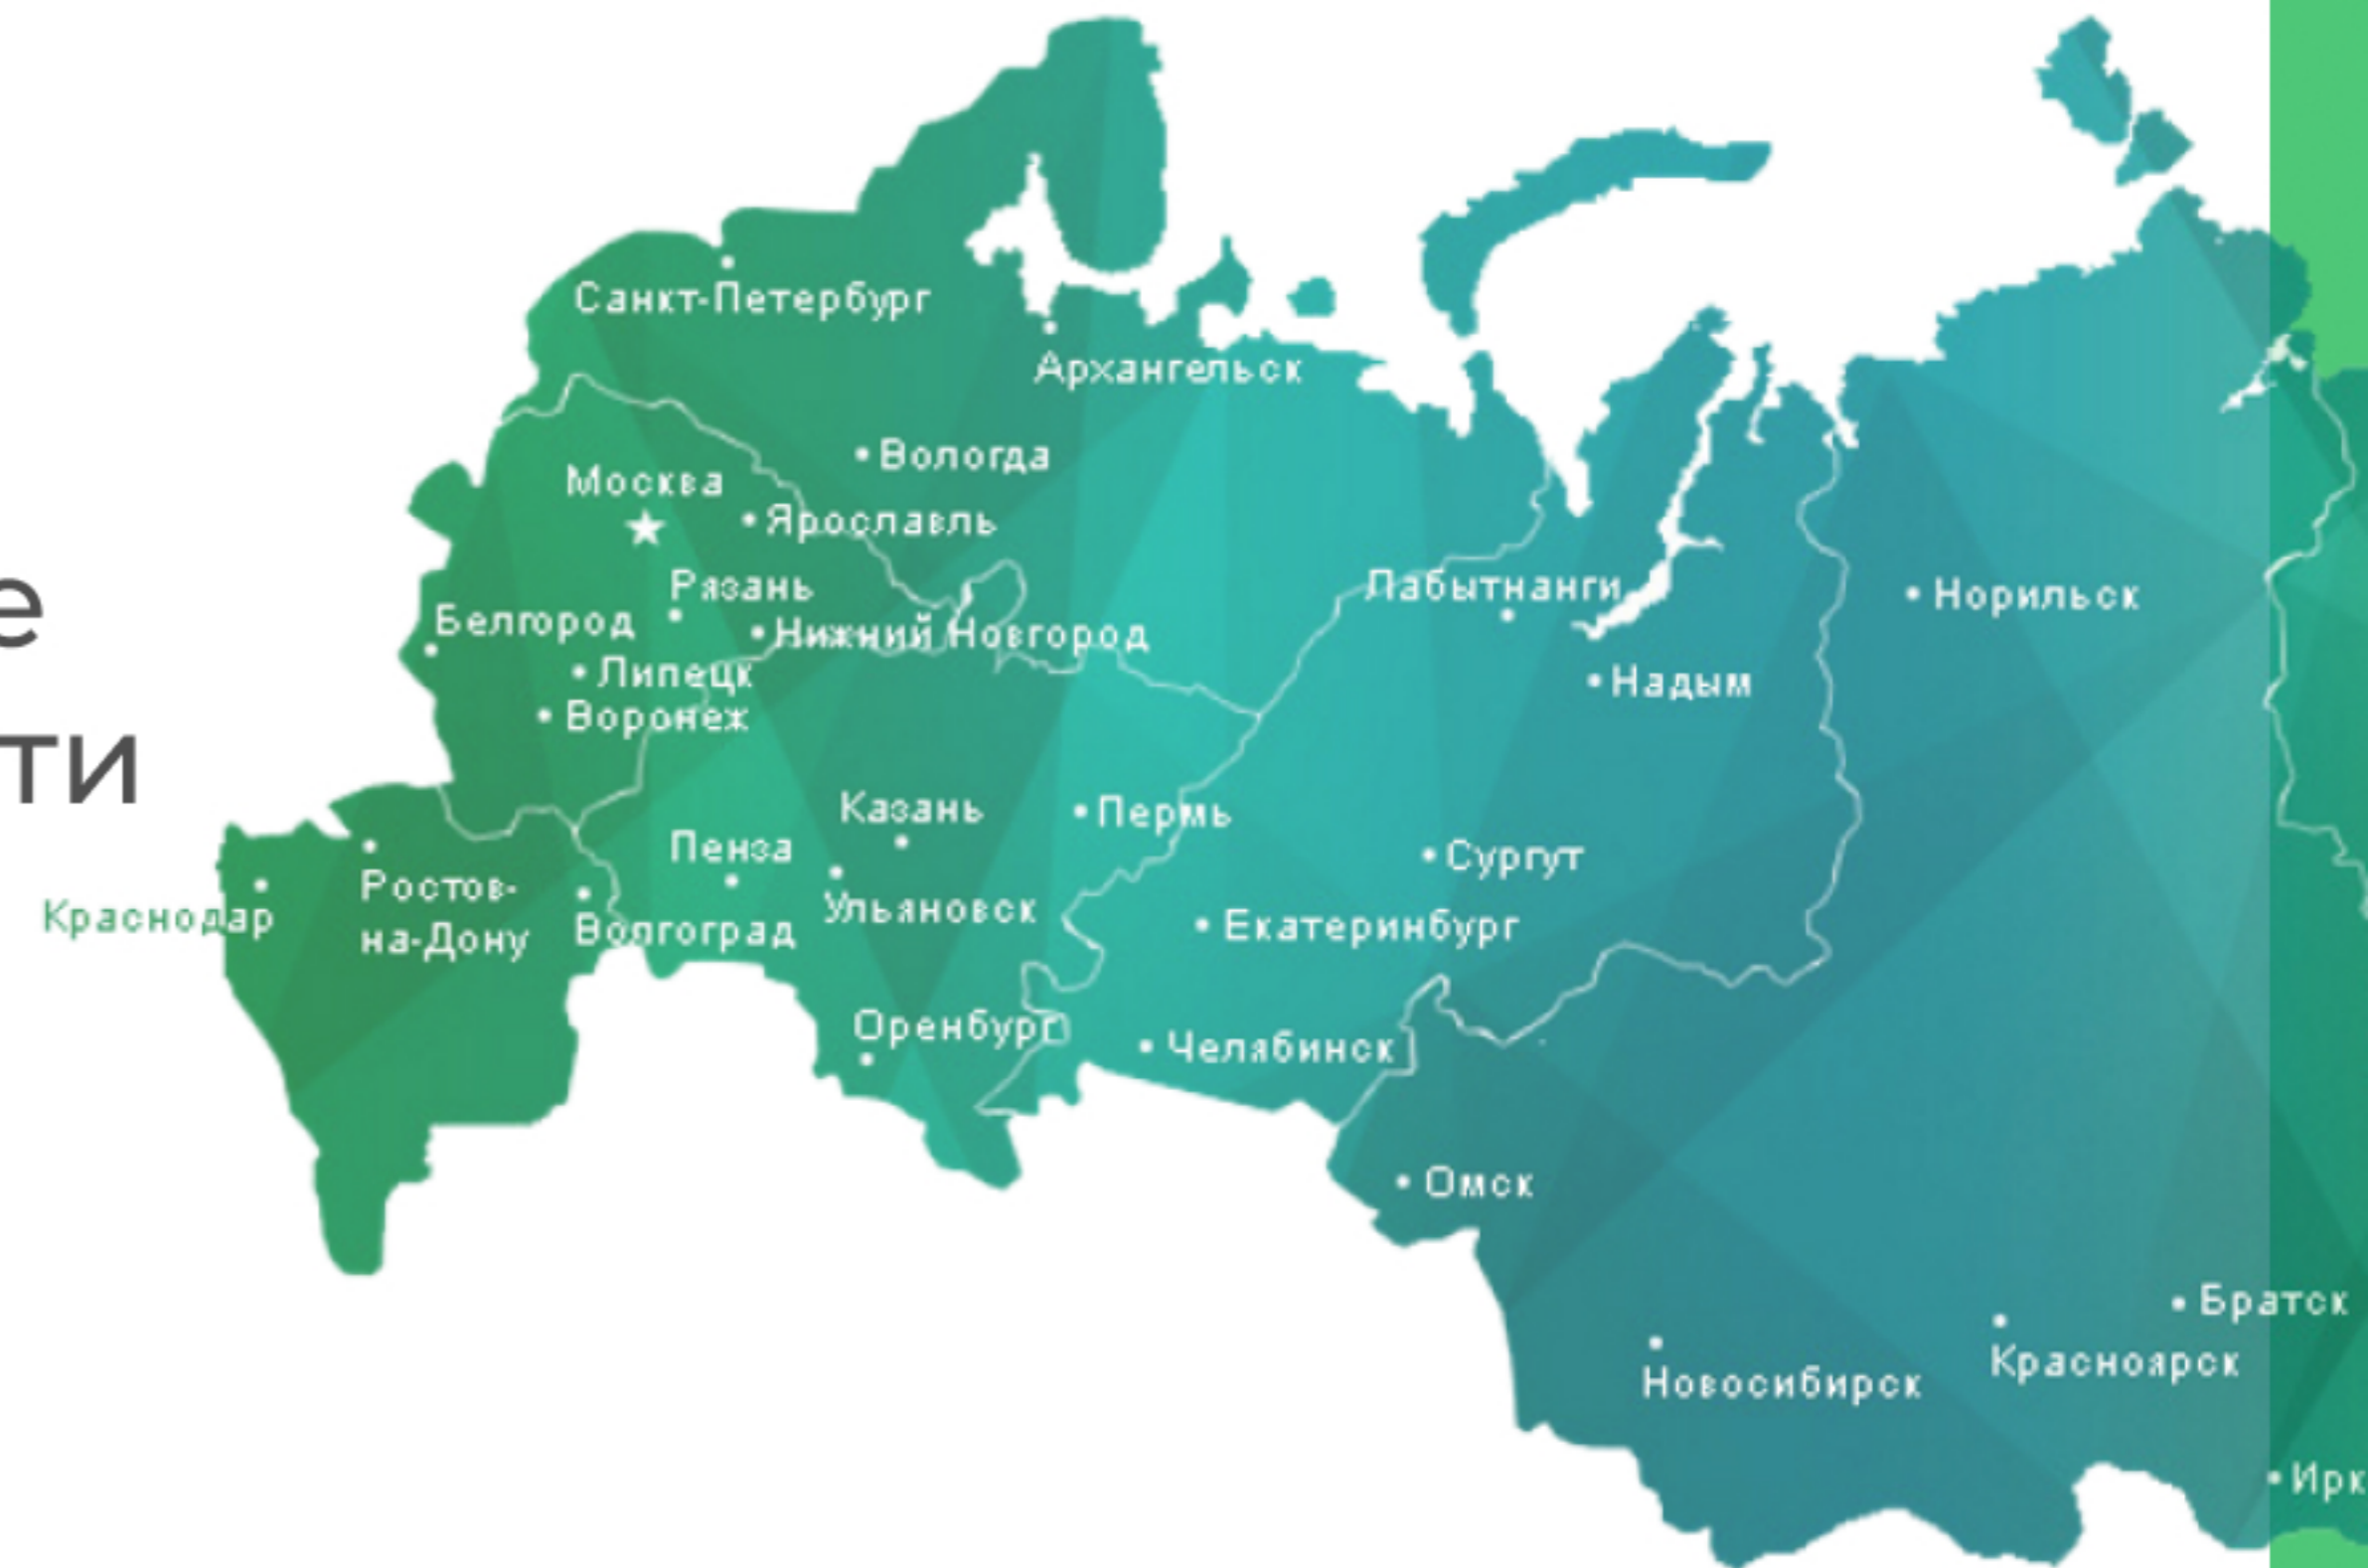 е
ти
Санкт-Петербург
Архангельск
Вологда
Москва
Ярославль
Рязань
Лабытнанги
Норильск
Белгород
Нижний Новгород
Липецк
Надым
Воронеж
Казань
Пермь
Пенза
Сургут
Ростов-
на-Дону
Краснодар
Ульяновск
Волгоград
Екатеринбург
Оренбург
Челябинск
Омск
Братск
Красноярск
Новосибирск
Ирк